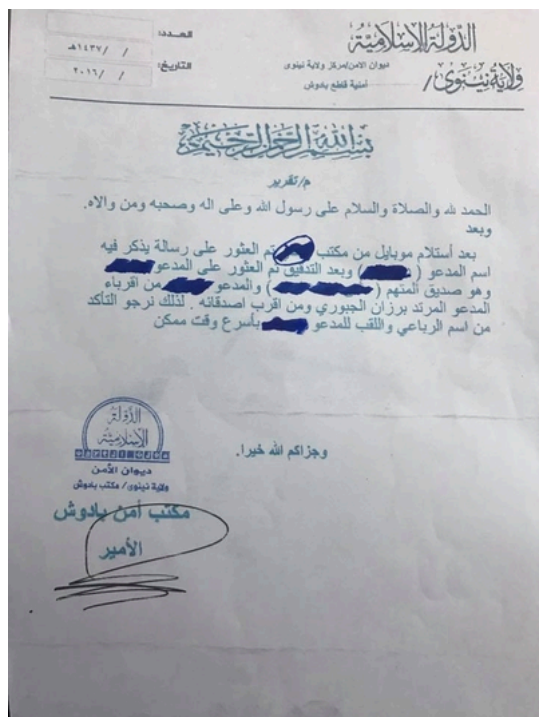 الدولة الإسلامية
ولاية نينوى/
ديوان الامن/مركز ولاية نينوى
أمنية قاطع بادوش
العدد:
/ /١٤٣٧هـ
التاريخ:
/ /٢٠١٦
بسم الله الرحمن الرحيم
م/تقرير
الحمد لله والصلاة والسلام على رسول الله وعلى اله وصحبه ومن والاه.
وبعد
بعد أستلام موبايل من مكتب تم العثور على رسالة يذكر فيه
اسم المدعو ( ) وبعد التدقيق تم العثور على المدعو
وهو صديق المتهم ( ) والمدعو من اقرباء
المدعو المرتد برزان الجبوري ومن اقرب اصدقائه . لذلك نرجو التأكد
من اسم الرباعي واللقب للمدعو بأسرع وقت ممكن
وجزاكم الله خيرا.
الدولة
الإسلامية
ديوان الأمن
ولاية نينوى/ مكتب بادوش
مكتب أمن بادوش
الأمير